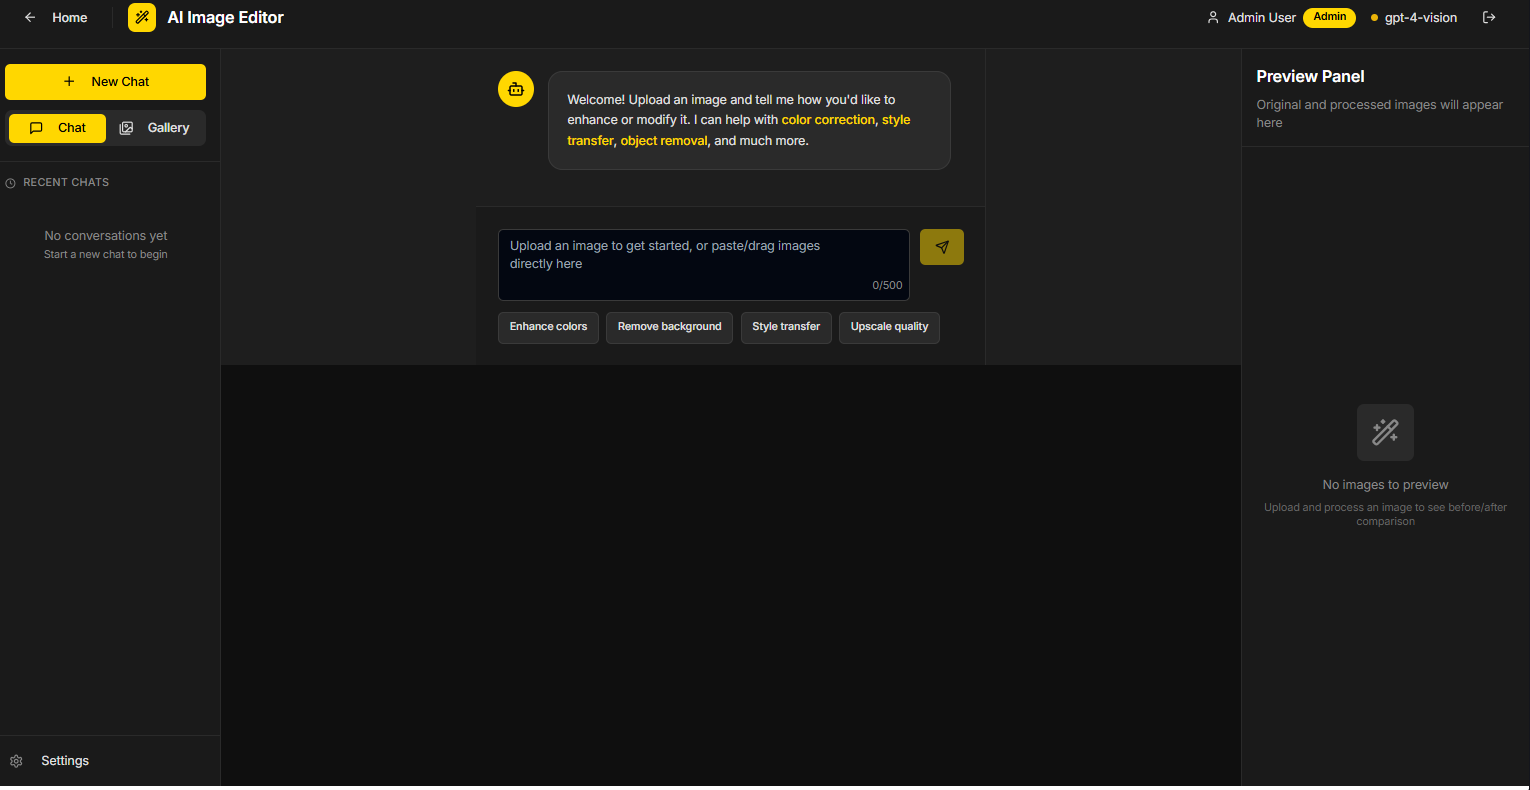 Home
AI Image Editor
Admin User
Admin
gpt-4-vision
New Chat
Chat
Gallery
RECENT CHATS
No conversations yet
Start a new chat to begin
Settings
Welcome! Upload an image and tell me how you'd like to
enhance or modify it. I can help with color correction, style
transfer, object removal, and much more.
Upload an image to get started, or paste/drag images
directly here
0/500
Enhance colors
Remove background
Style transfer
Upscale quality
Preview Panel
Original and processed images will appear
here
No images to preview
Upload and process an image to see before/after
comparison